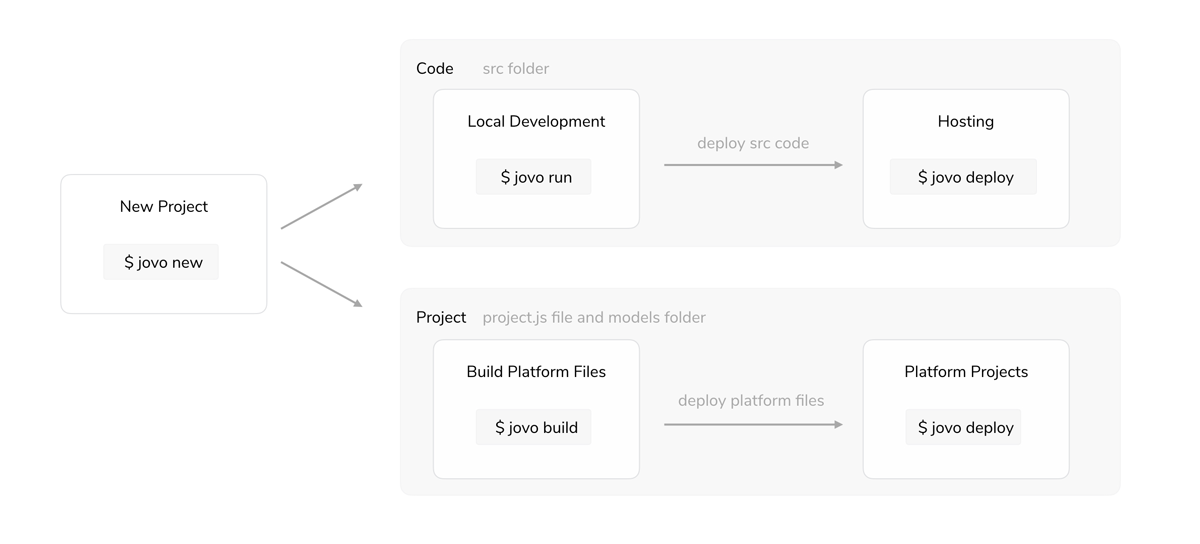 New Project
$ jovo new
Code src folder
Local Development
$ jovo run
deploy src code
Hosting
$ jovo deploy
Project project.js file and models folder
Build Platform Files
$ jovo build
deploy platform files
Platform Projects
$ jovo deploy